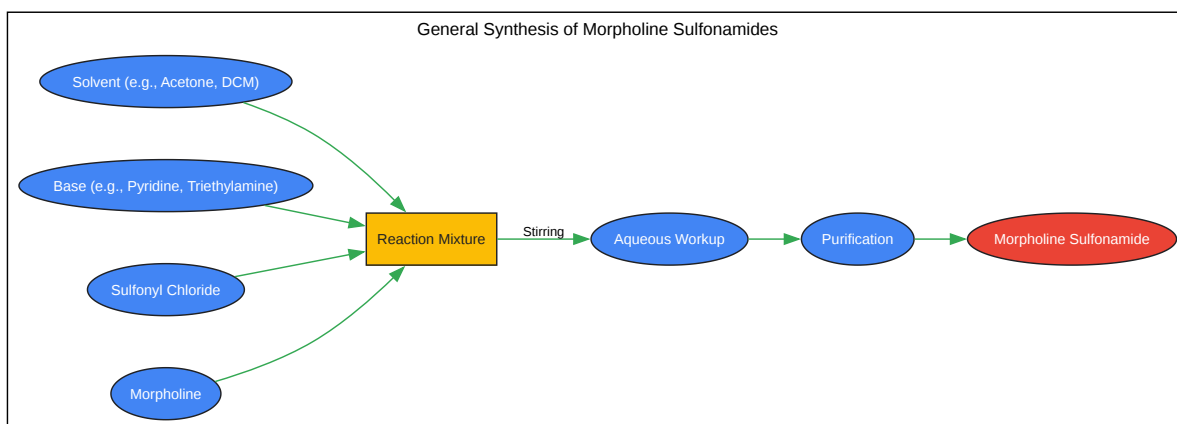 General Synthesis of Morpholine Sulfonamides
Solvent (e.g., Acetone, DCM)
Base (e.g., Pyridine, Triethylamine)
Sulfonyl Chloride
Morpholine
Reaction Mixture
Stirring
Aqueous Workup
Purification
Morpholine Sulfonamide